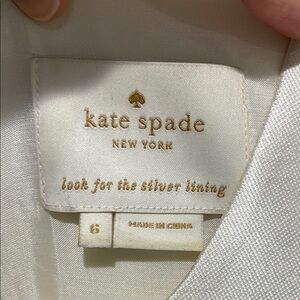 kate spade
NEW YORK
look for the silver lining
6
MADE IN CHINA